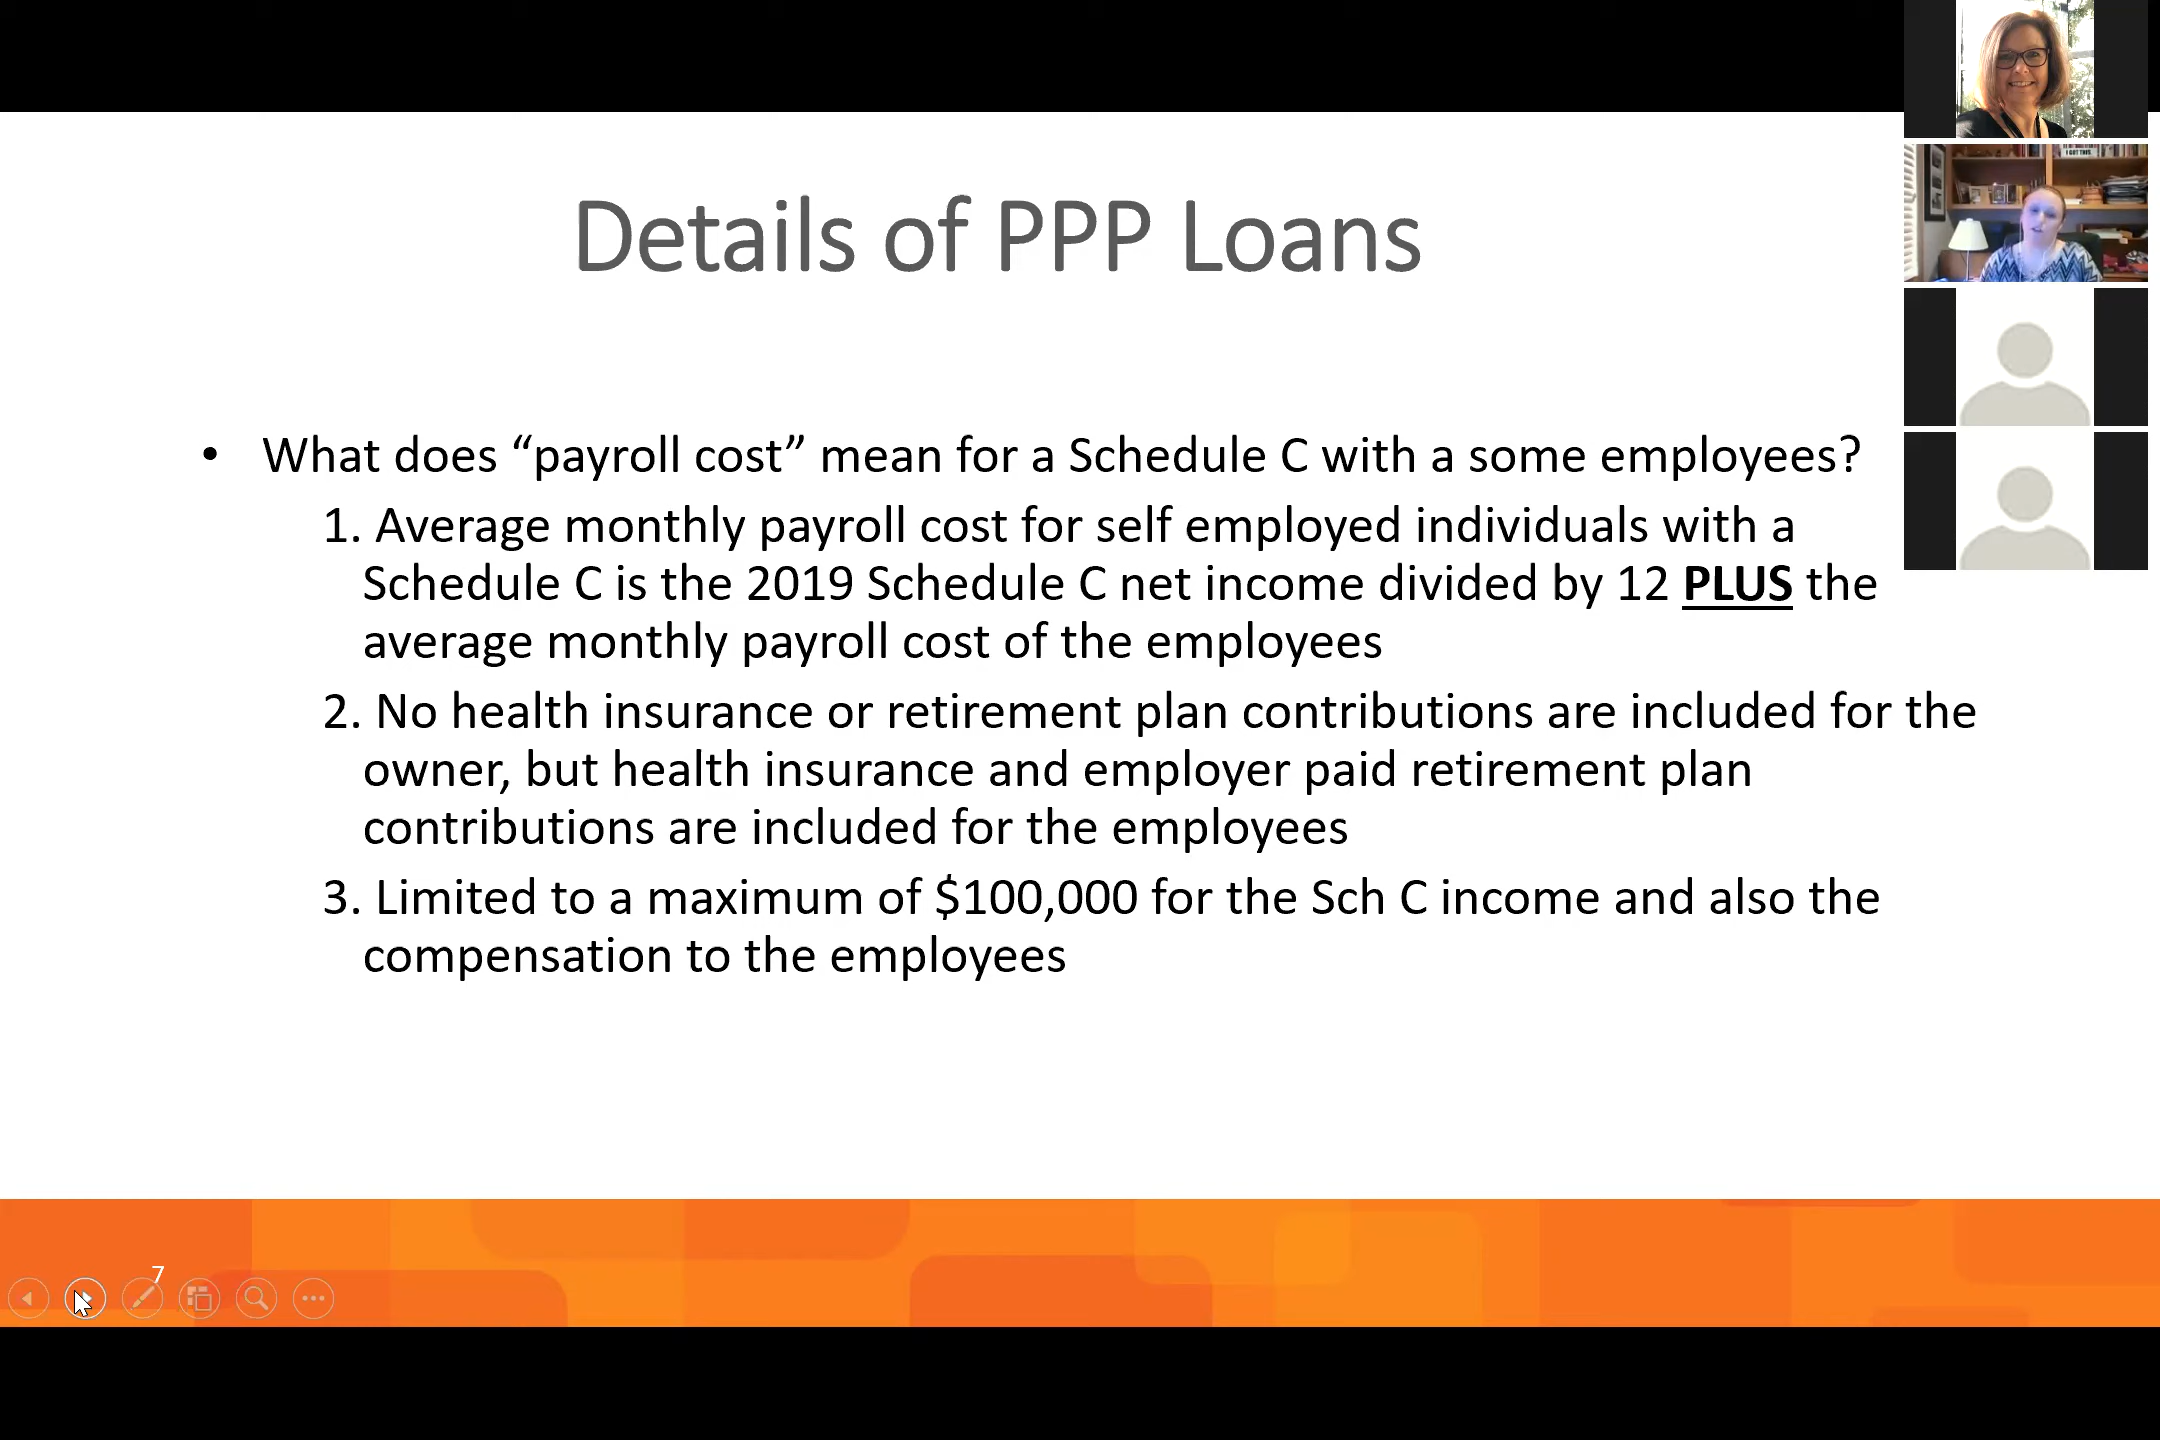 Details of PPP Loans
• What does “payroll cost” mean for a Schedule C with a some employees?
1. Average monthly payroll cost for self employed individuals with a
Schedule C is the 2019 Schedule C net income divided by 12 PLUS the
average monthly payroll cost of the employees
2. No health insurance or retirement plan contributions are included for the
owner, but health insurance and employer paid retirement plan
contributions are included for the employees
3. Limited to a maximum of $100,000 for the Sch C income and also the
compensation to the employees
7
I GOT THIS